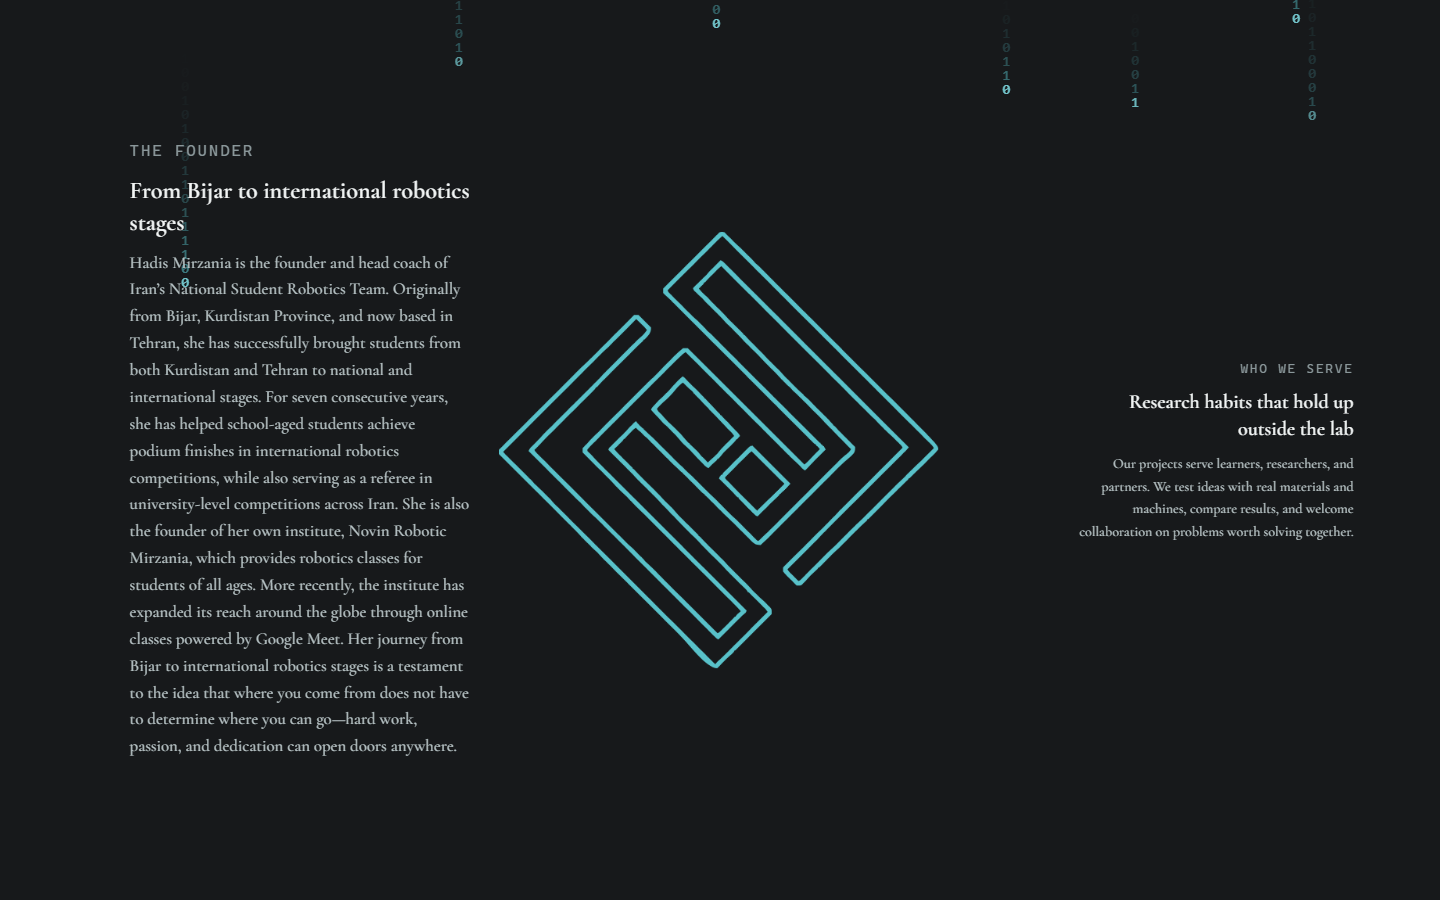 THE FOUNDER
From Bijar to international robotics
stages
Hadis Mirzania is the founder and head coach of
Iran’s National Student Robotics Team. Originally
from Bijar, Kurdistan Province, and now based in
Tehran, she has successfully brought students from
both Kurdistan and Tehran to national and
international stages. For seven consecutive years,
she has helped school-aged students achieve
podium finishes in international robotics
competitions, while also serving as a referee in
university-level competitions across Iran. She is also
the founder of her own institute, Novin Robotic
Mirzania, which provides robotics classes for
students of all ages. More recently, the institute has
expanded its reach around the globe through online
classes powered by Google Meet. Her journey from
Bijar to international robotics stages is a testament
to the idea that where you come from does not have
to determine where you can go—hard work,
passion, and dedication can open doors anywhere.
WHO WE SERVE
Research habits that hold up
outside the lab
Our projects serve learners, researchers, and
partners. We test ideas with real materials and
machines, compare results, and welcome
collaboration on problems worth solving together.